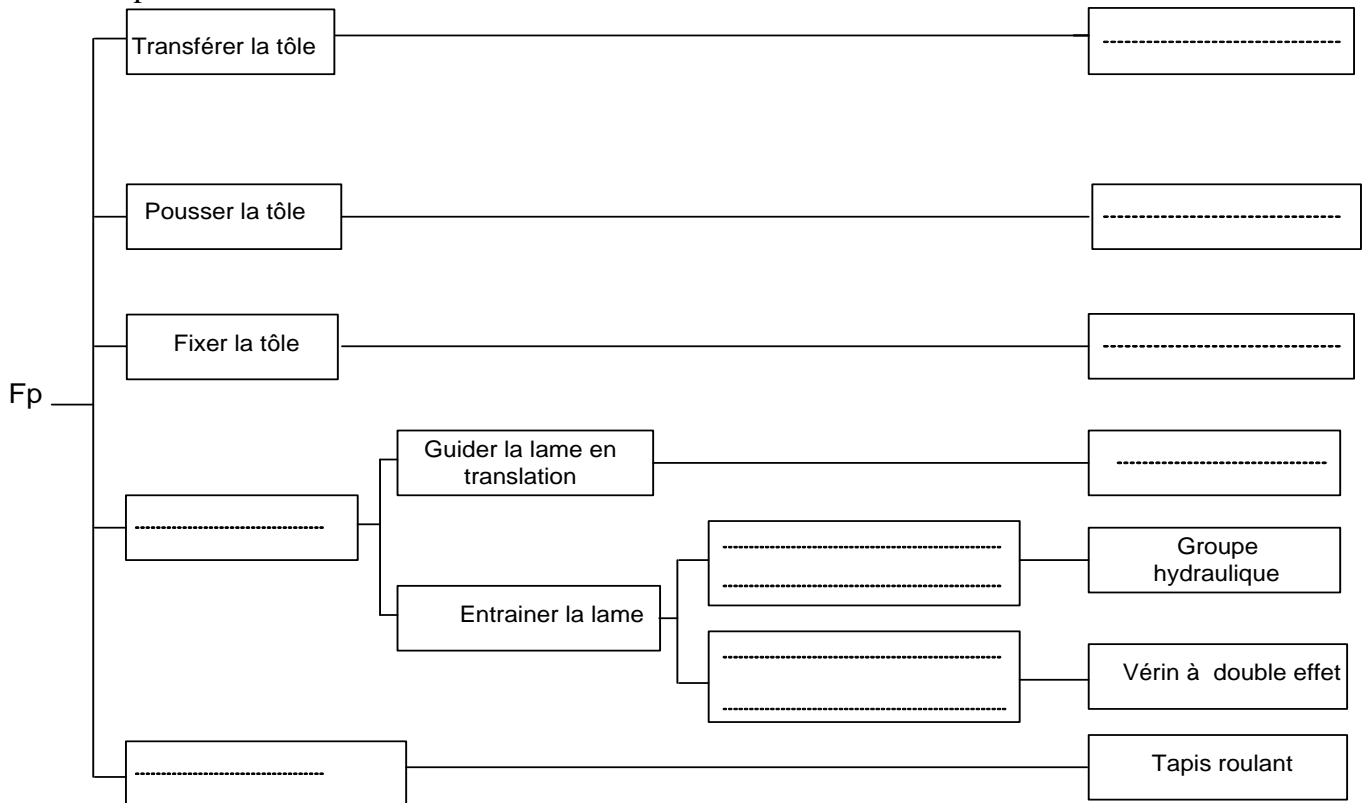 Transférer la tôle
Pousser la tôle
Fixer la tôle
Fp
Guider la lame en
translation
Groupe
hydraulique
Entrainer la lame
Vérin à double effet
Tapis roulant